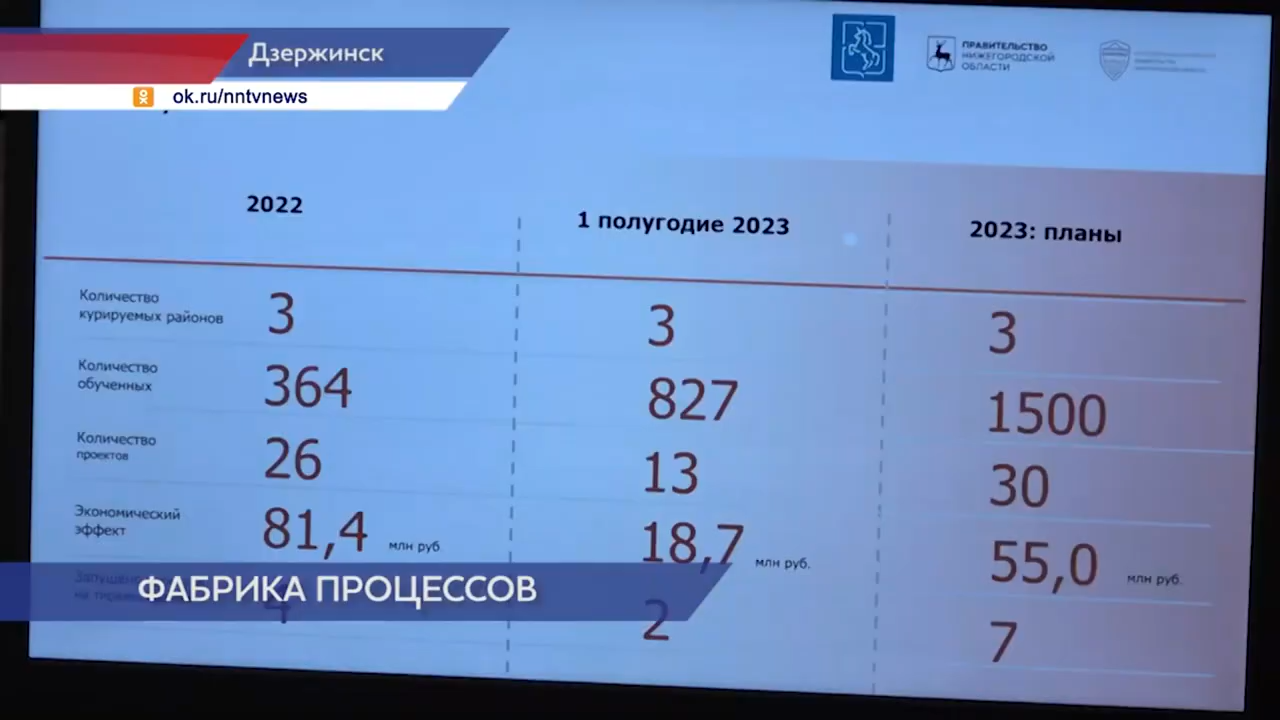 Дзержинск
ok.ru/nntvnews
ПРАВИТЕЛЬСТВО
НИЖЕГОРОДСКОЙ
ОБЛАСТИ
2022
1 полугодие 2023
2023: планы
Количество
курируемых районов
3
3
3
Количество
обученных
364
827
1500
Количество
проектов
26
13
30
Экономический
эффект
81,4 млн руб.
18,7 млн руб.
55,0 млн руб.
4
2
7
ФАБРИКА ПРОЦЕССОВ